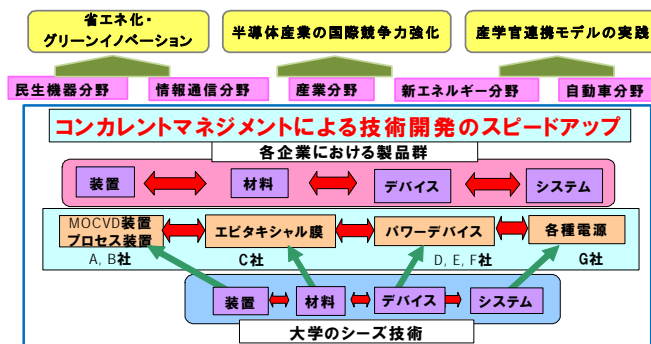 省エネ化・
グリーンイノベーション
半導体産業の国際競争力強化
産学官連携モデルの実践
民生機器分野
情報通信分野
産業分野
新エネルギー分野
自動車分野
コンカレントマネジメントによる技術開発のスピードアップ
各企業における製品群
装置
材料
デバイス
システム
MOCVD装置
プロセス装置
エピタキシャル膜
パワーデバイス
各種電源
A, B社
C社
D, E, F社
G社
装置
材料
デバイス
システム
大学のシーズ技術